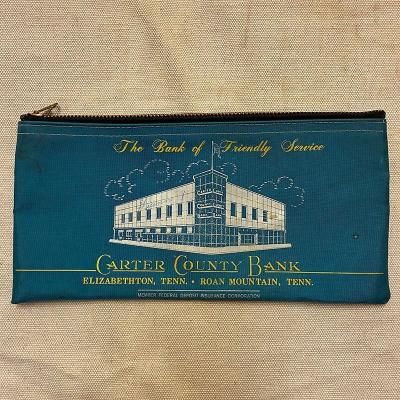 The Bank of Friendly Service
CARTER COUNTY BANK
ELIZABETHTON, TENN. • ROAN MOUNTAIN, TENN.
MEMBER FEDERAL DEPOSIT INSURANCE CORPORATION